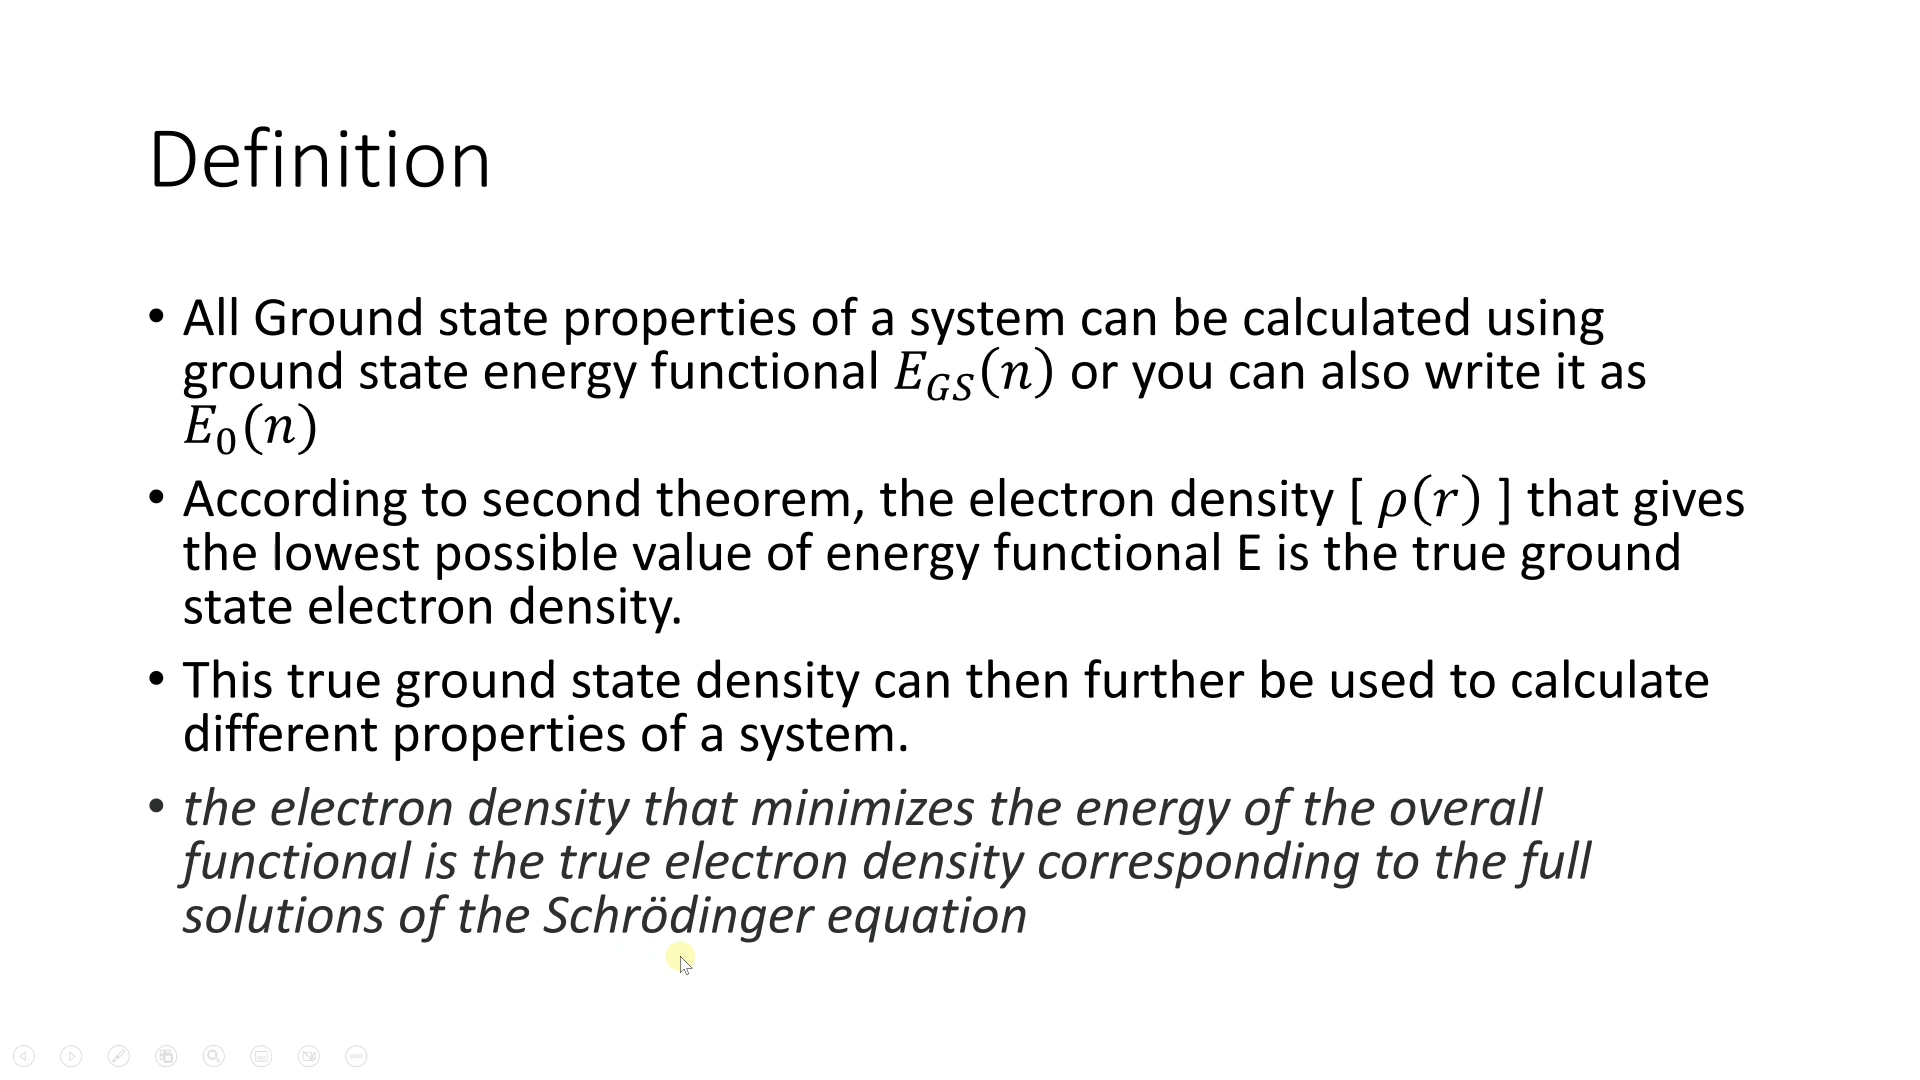 Definition
• All Ground state properties of a system can be calculated using
ground state energy functional E_{GS}(n) or you can also write it as
E_0(n)
• According to second theorem, the electron density [ ρ(r) ] that gives
the lowest possible value of energy functional E is the true ground
state electron density.
• This true ground state density can then further be used to calculate
different properties of a system.
• the electron density that minimizes the energy of the overall
functional is the true electron density corresponding to the full
solutions of the Schrödinger equation